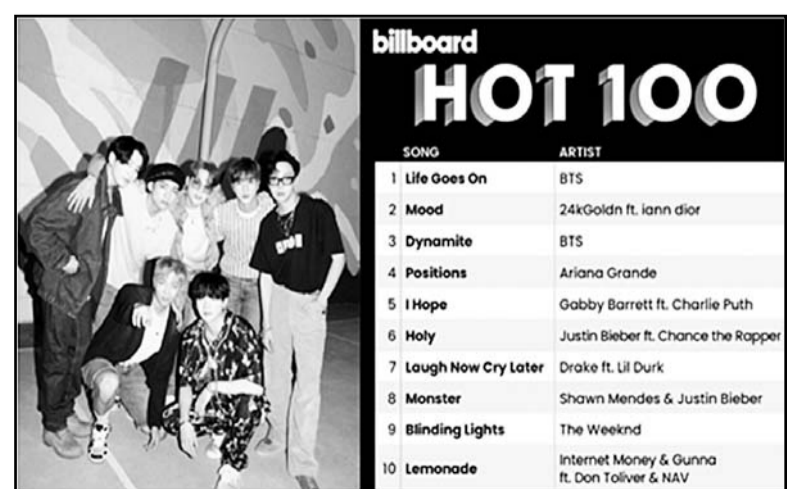 billboard
HOT 100
SONG ARTIST
1 Life Goes On BTS
2 Mood 24kGoldn ft. iann dior
3 Dynamite BTS
4 Positions Ariana Grande
5 I Hope Gabby Barrett ft. Charlie Puth
6 Holy Justin Bieber ft. Chance the Rapper
7 Laugh Now Cry Later Drake ft. Lil Durk
8 Monster Shawn Mendes & Justin Bieber
9 Blinding Lights The Weeknd
10 Lemonade Internet Money & Gunna
ft. Don Toliver & NAV